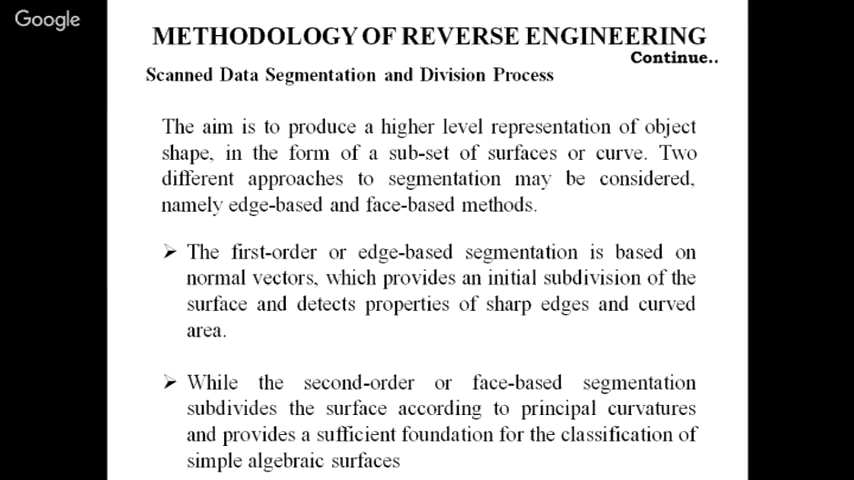 Google
METHODOLOGY OF REVERSE ENGINEERING
Continue..
Scanned Data Segmentation and Division Process
The aim is to produce a higher level representation of object
shape, in the form of a sub-set of surfaces or curve. Two
different approaches to segmentation may be considered,
namely edge-based and face-based methods.
➢ The first-order or edge-based segmentation is based on
normal vectors, which provides an initial subdivision of the
surface and detects properties of sharp edges and curved
area.
➢ While the second-order or face-based segmentation
subdivides the surface according to principal curvatures
and provides a sufficient foundation for the classification of
simple algebraic surfaces